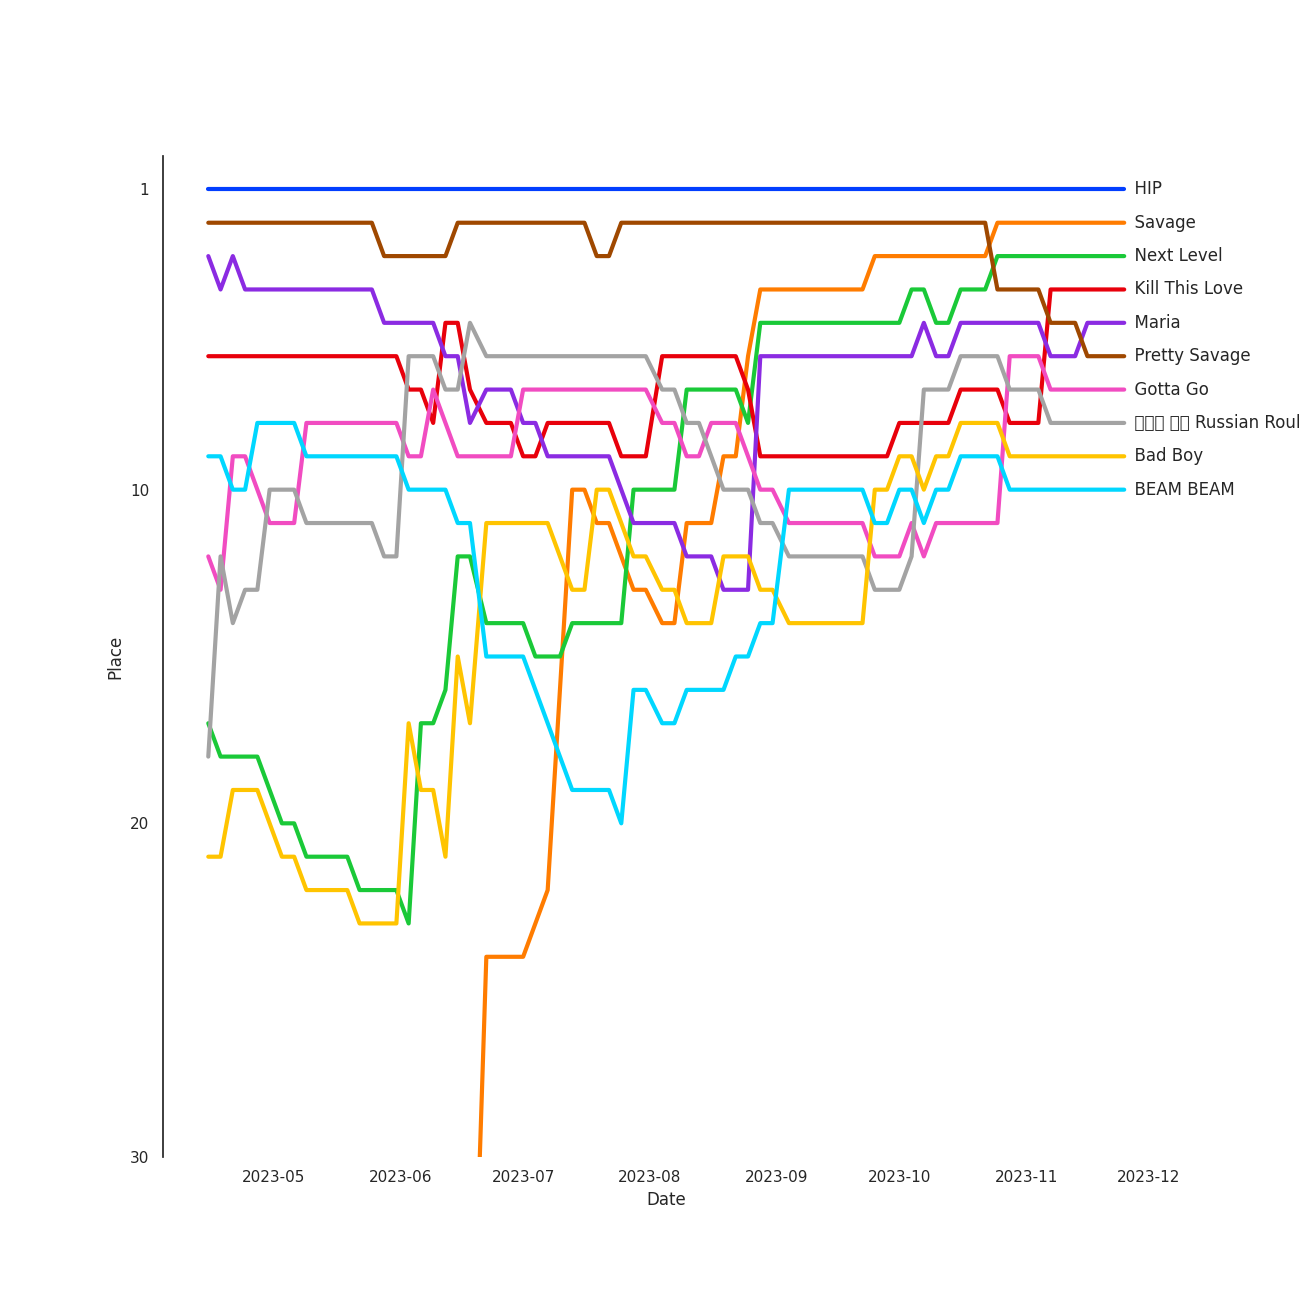 1
HIP
Savage
Next Level
Kill This Love
Maria
Pretty Savage
Gotta Go
Russian Roul
Bad Boy
10
BEAM BEAM
20
30
Place
2023-05
2023-06
2023-07
2023-08
2023-09
2023-10
2023-11
2023-12
Date